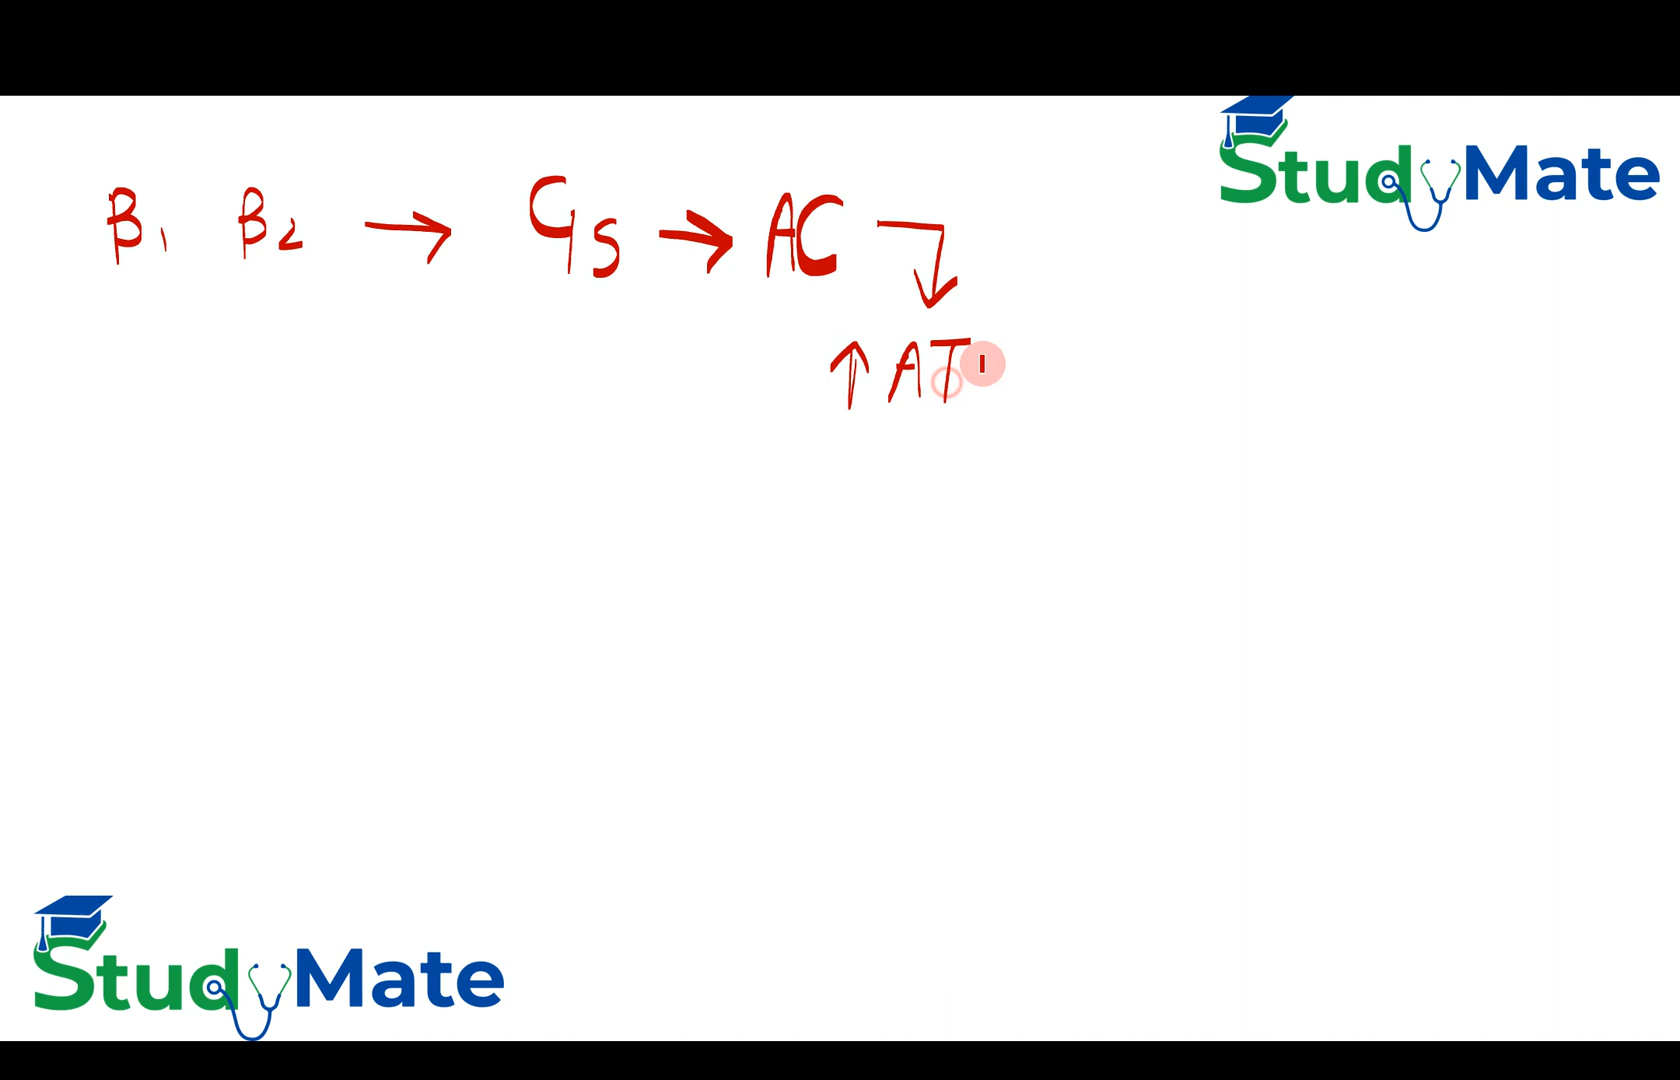 StudyMate
β₁ β₂ → Gs → AC
↑ AT
StudyMate